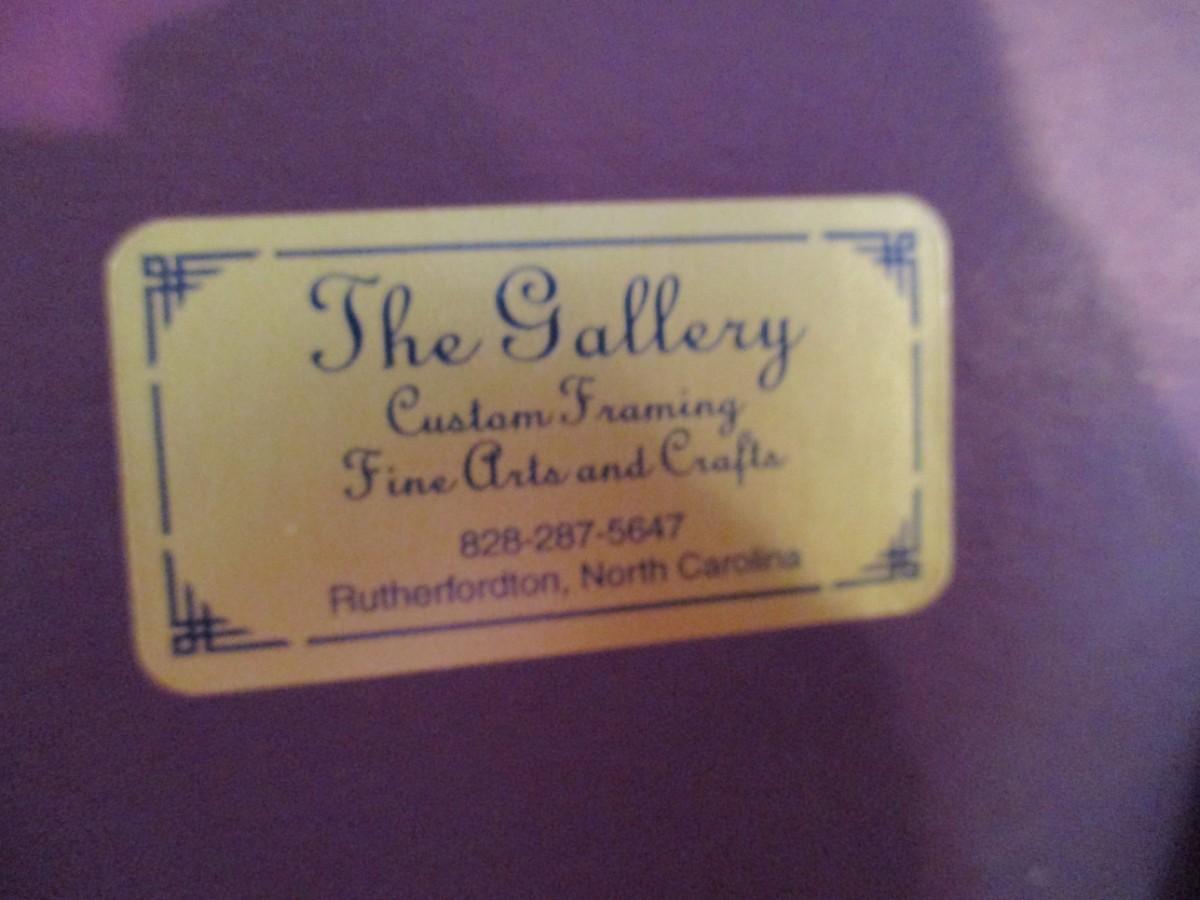 The Gallery
Custom Framing
Fine Arts and Crafts
828-287-5647
Rutherfordton, North Carolina